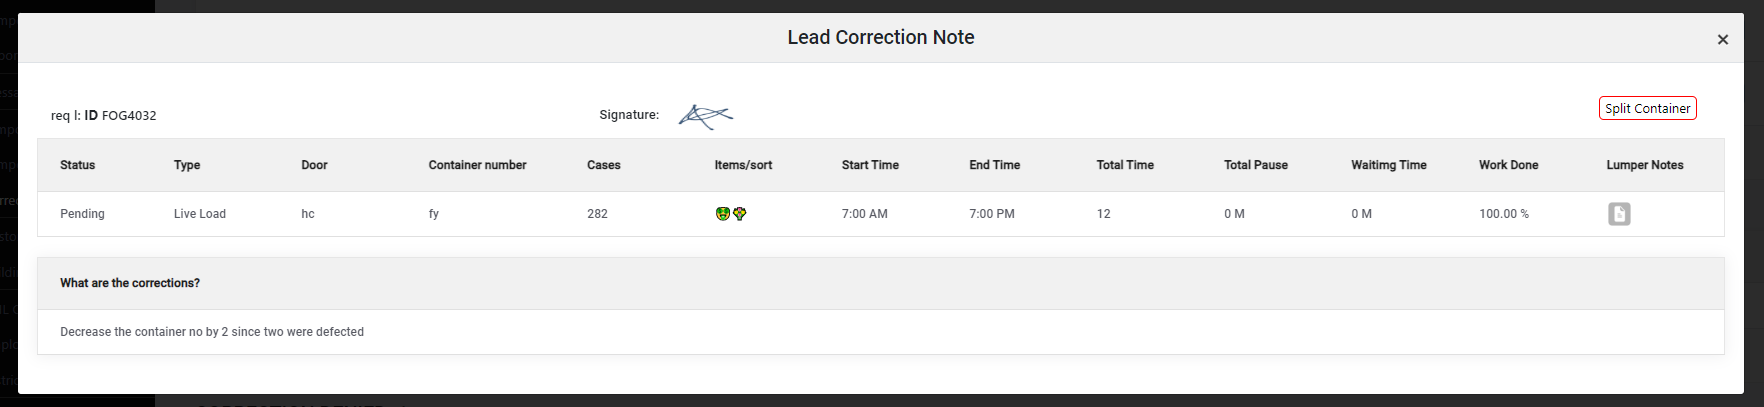 Lead Correction Note
×
req l: ID FOG4032
Signature:
Split Container
Status Type Door Container number Cases Items/sort Start Time End Time Total Time Total Pause Waitimg Time Work Done Lumper Notes
Pending Live Load hc fy 282 7:00 AM 7:00 PM 12 0 M 0 M 100.00 %
What are the corrections?
Decrease the container no by 2 since two were defected